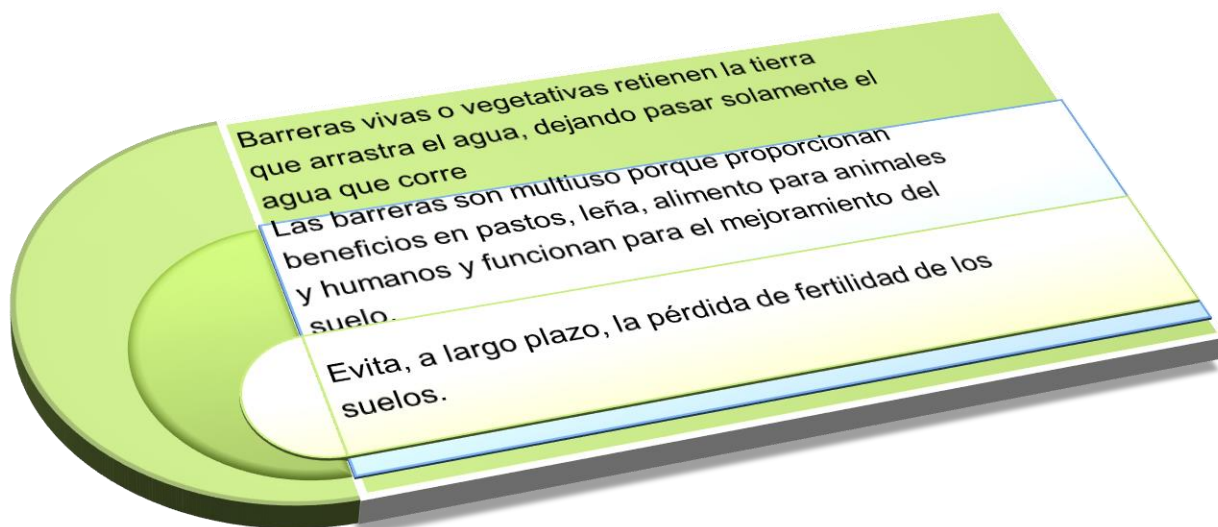 Barreras vivas o vegetativas retienen la tierra
que arrastra el agua, dejando pasar solamente el
agua que corre
Las barreras son multiuso porque proporcionan
beneficios en pastos, leña, alimento para animales
y humanos y funcionan para el mejoramiento del
suelo.
Evita, a largo plazo, la pérdida de fertilidad de los
suelos.